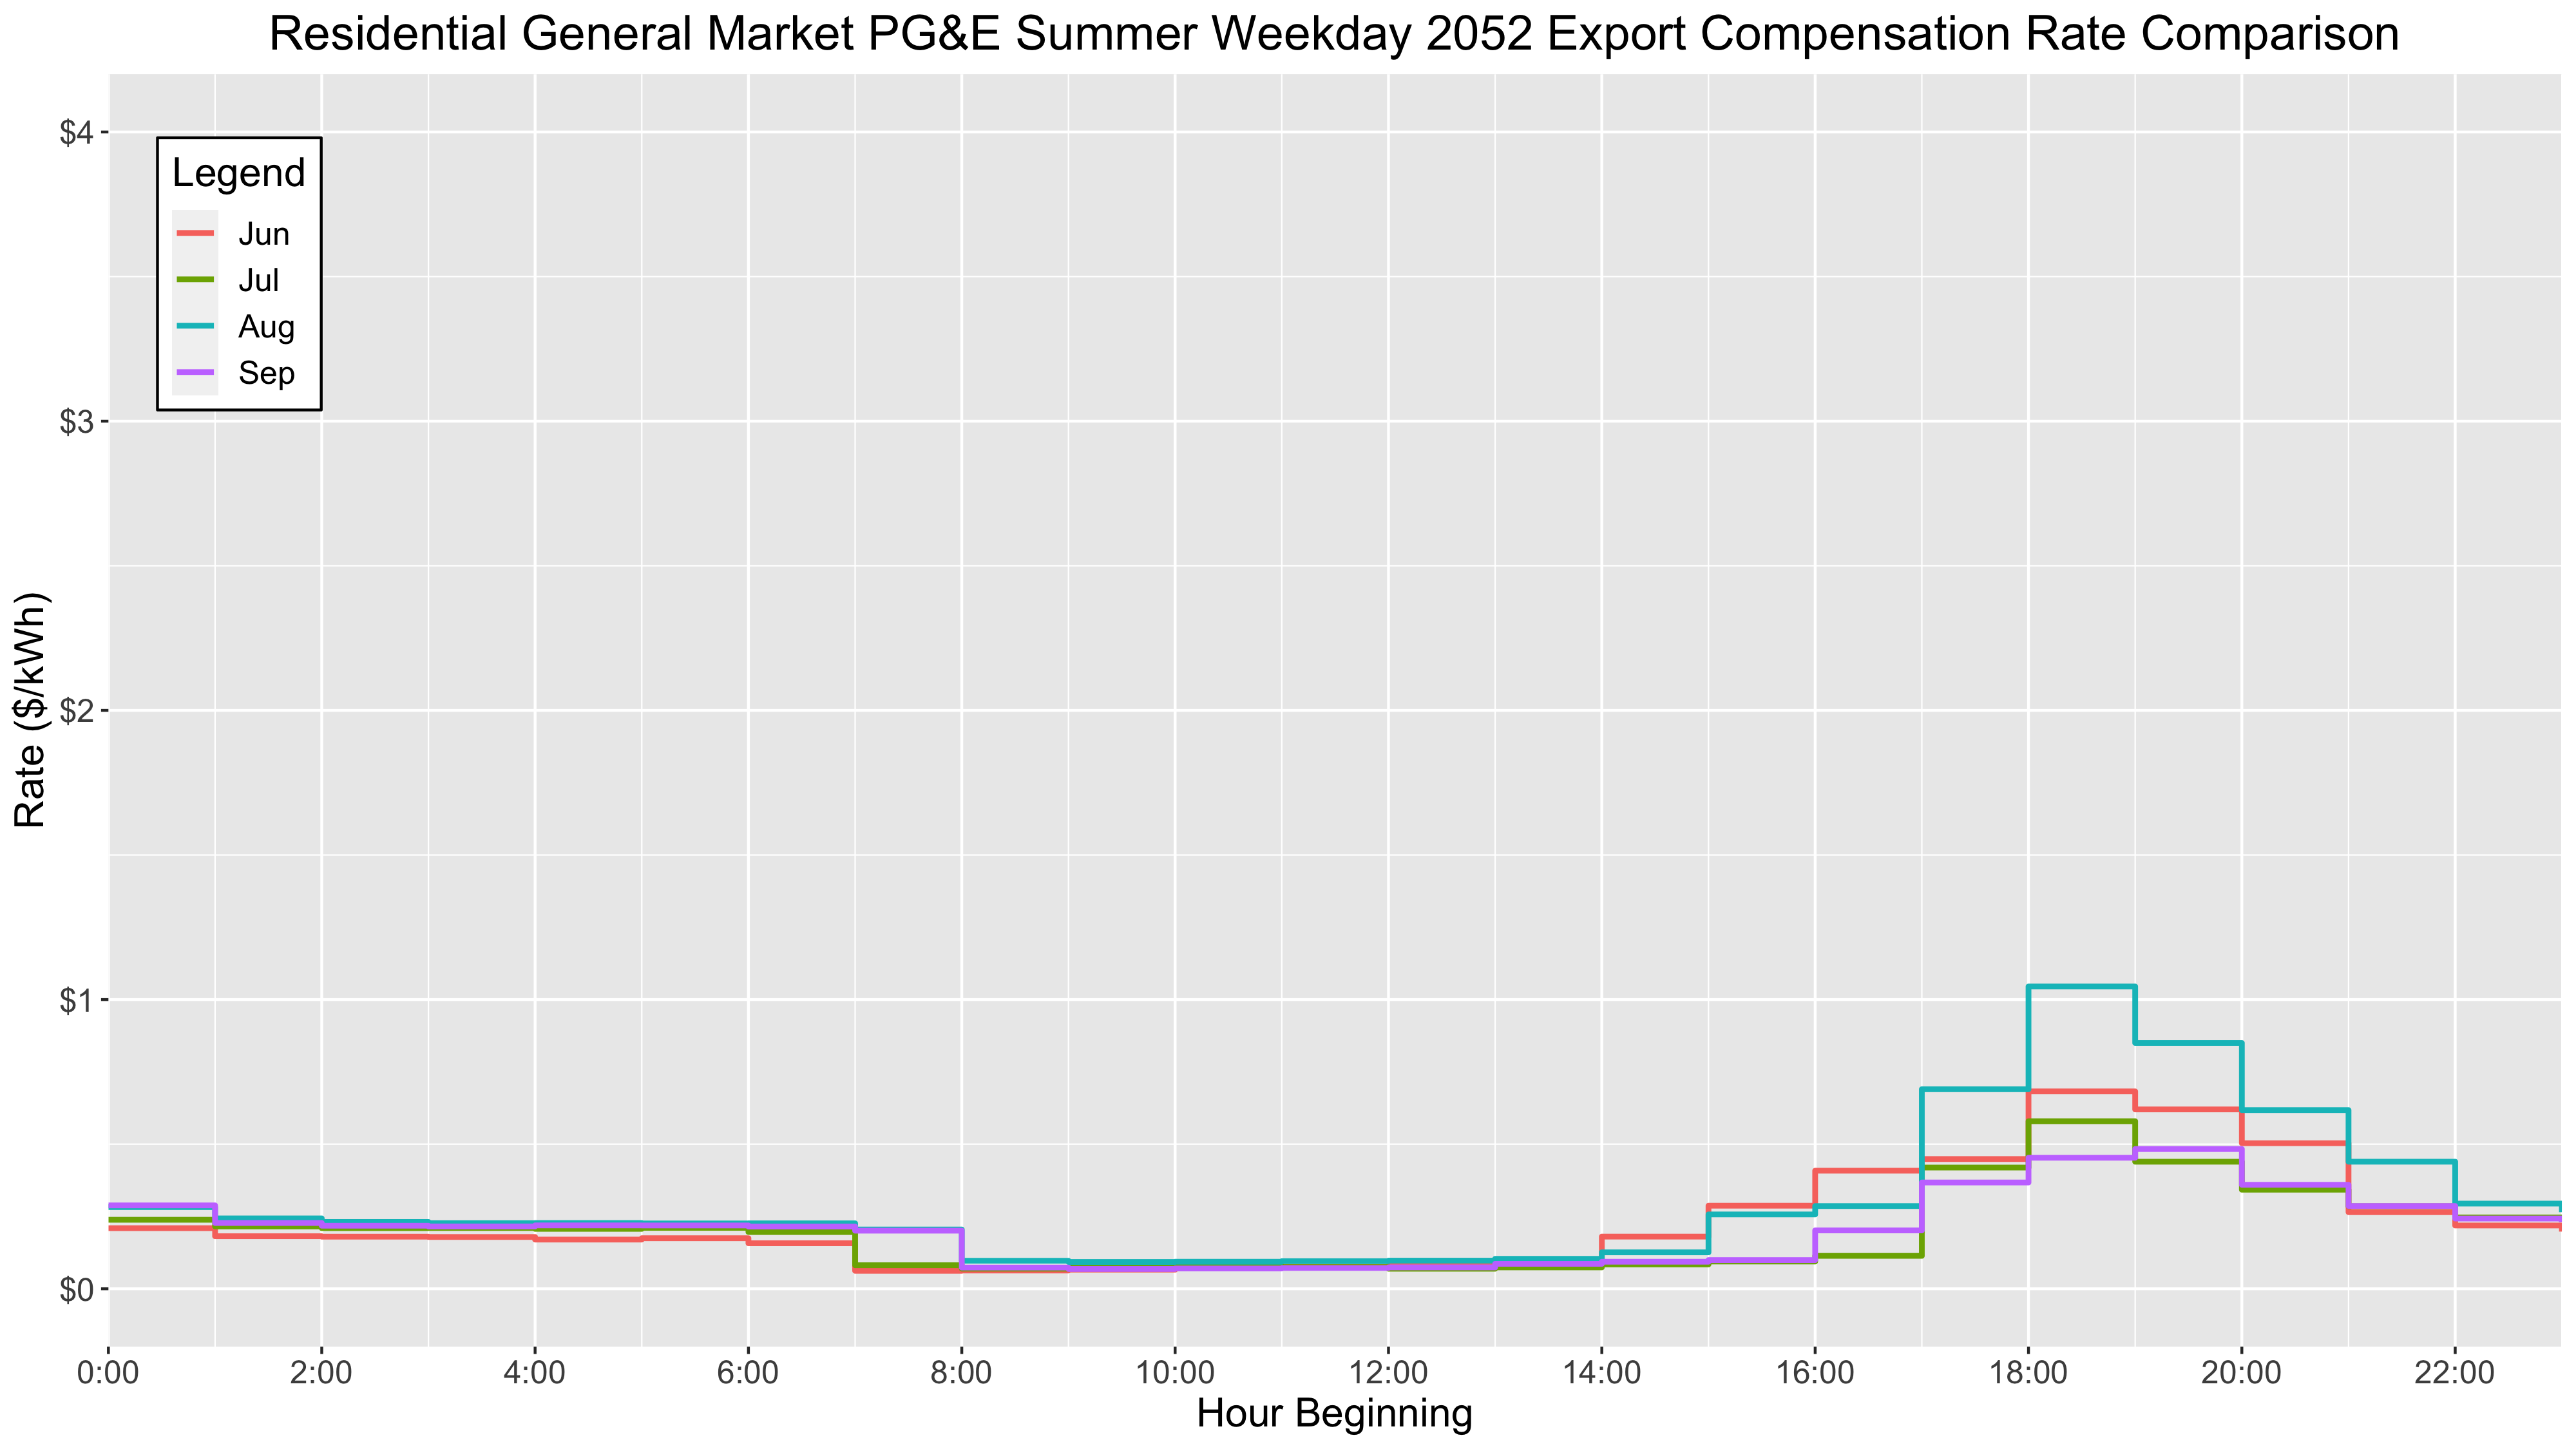 Residential General Market PG&E Summer Weekday 2052 Export Compensation Rate Comparison
$4
Legend
Jun
Jul
Aug
Sep
$3
Rate ($/kWh)
$2
$1
$0
0:00 2:00 4:00 6:00 8:00 10:00 12:00 14:00 16:00 18:00 20:00 22:00
Hour Beginning